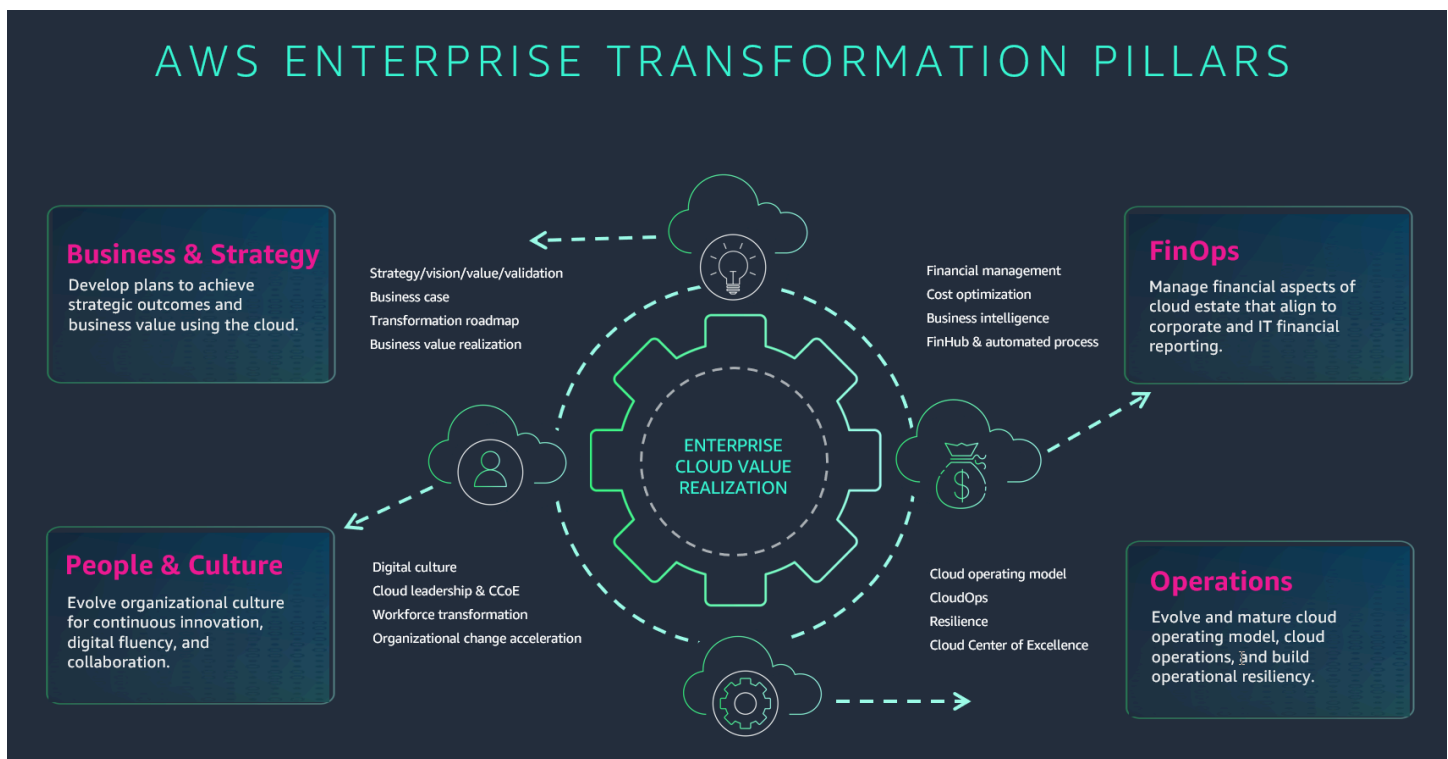 AWS ENTERPRISE TRANSFORMATION PILLARS
Business & Strategy
Develop plans to achieve
strategic outcomes and
business value using the cloud.
Strategy/vision/value/validation
Business case
Transformation roadmap
Business value realization
Financial management
Cost optimization
Business intelligence
FinHub & automated process
FinOps
Manage financial aspects of
cloud estate that align to
corporate and IT financial
reporting.
ENTERPRISE
CLOUD VALUE
REALIZATION
$
People & Culture
Evolve organizational culture
for continuous innovation,
digital fluency, and
collaboration.
Digital culture
Cloud leadership & CCoE
Workforce transformation
Organizational change acceleration
Cloud operating model
CloudOps
Resilience
Cloud Center of Excellence
Operations
Evolve and mature cloud
operating model, cloud
operations, and build
operational resiliency.